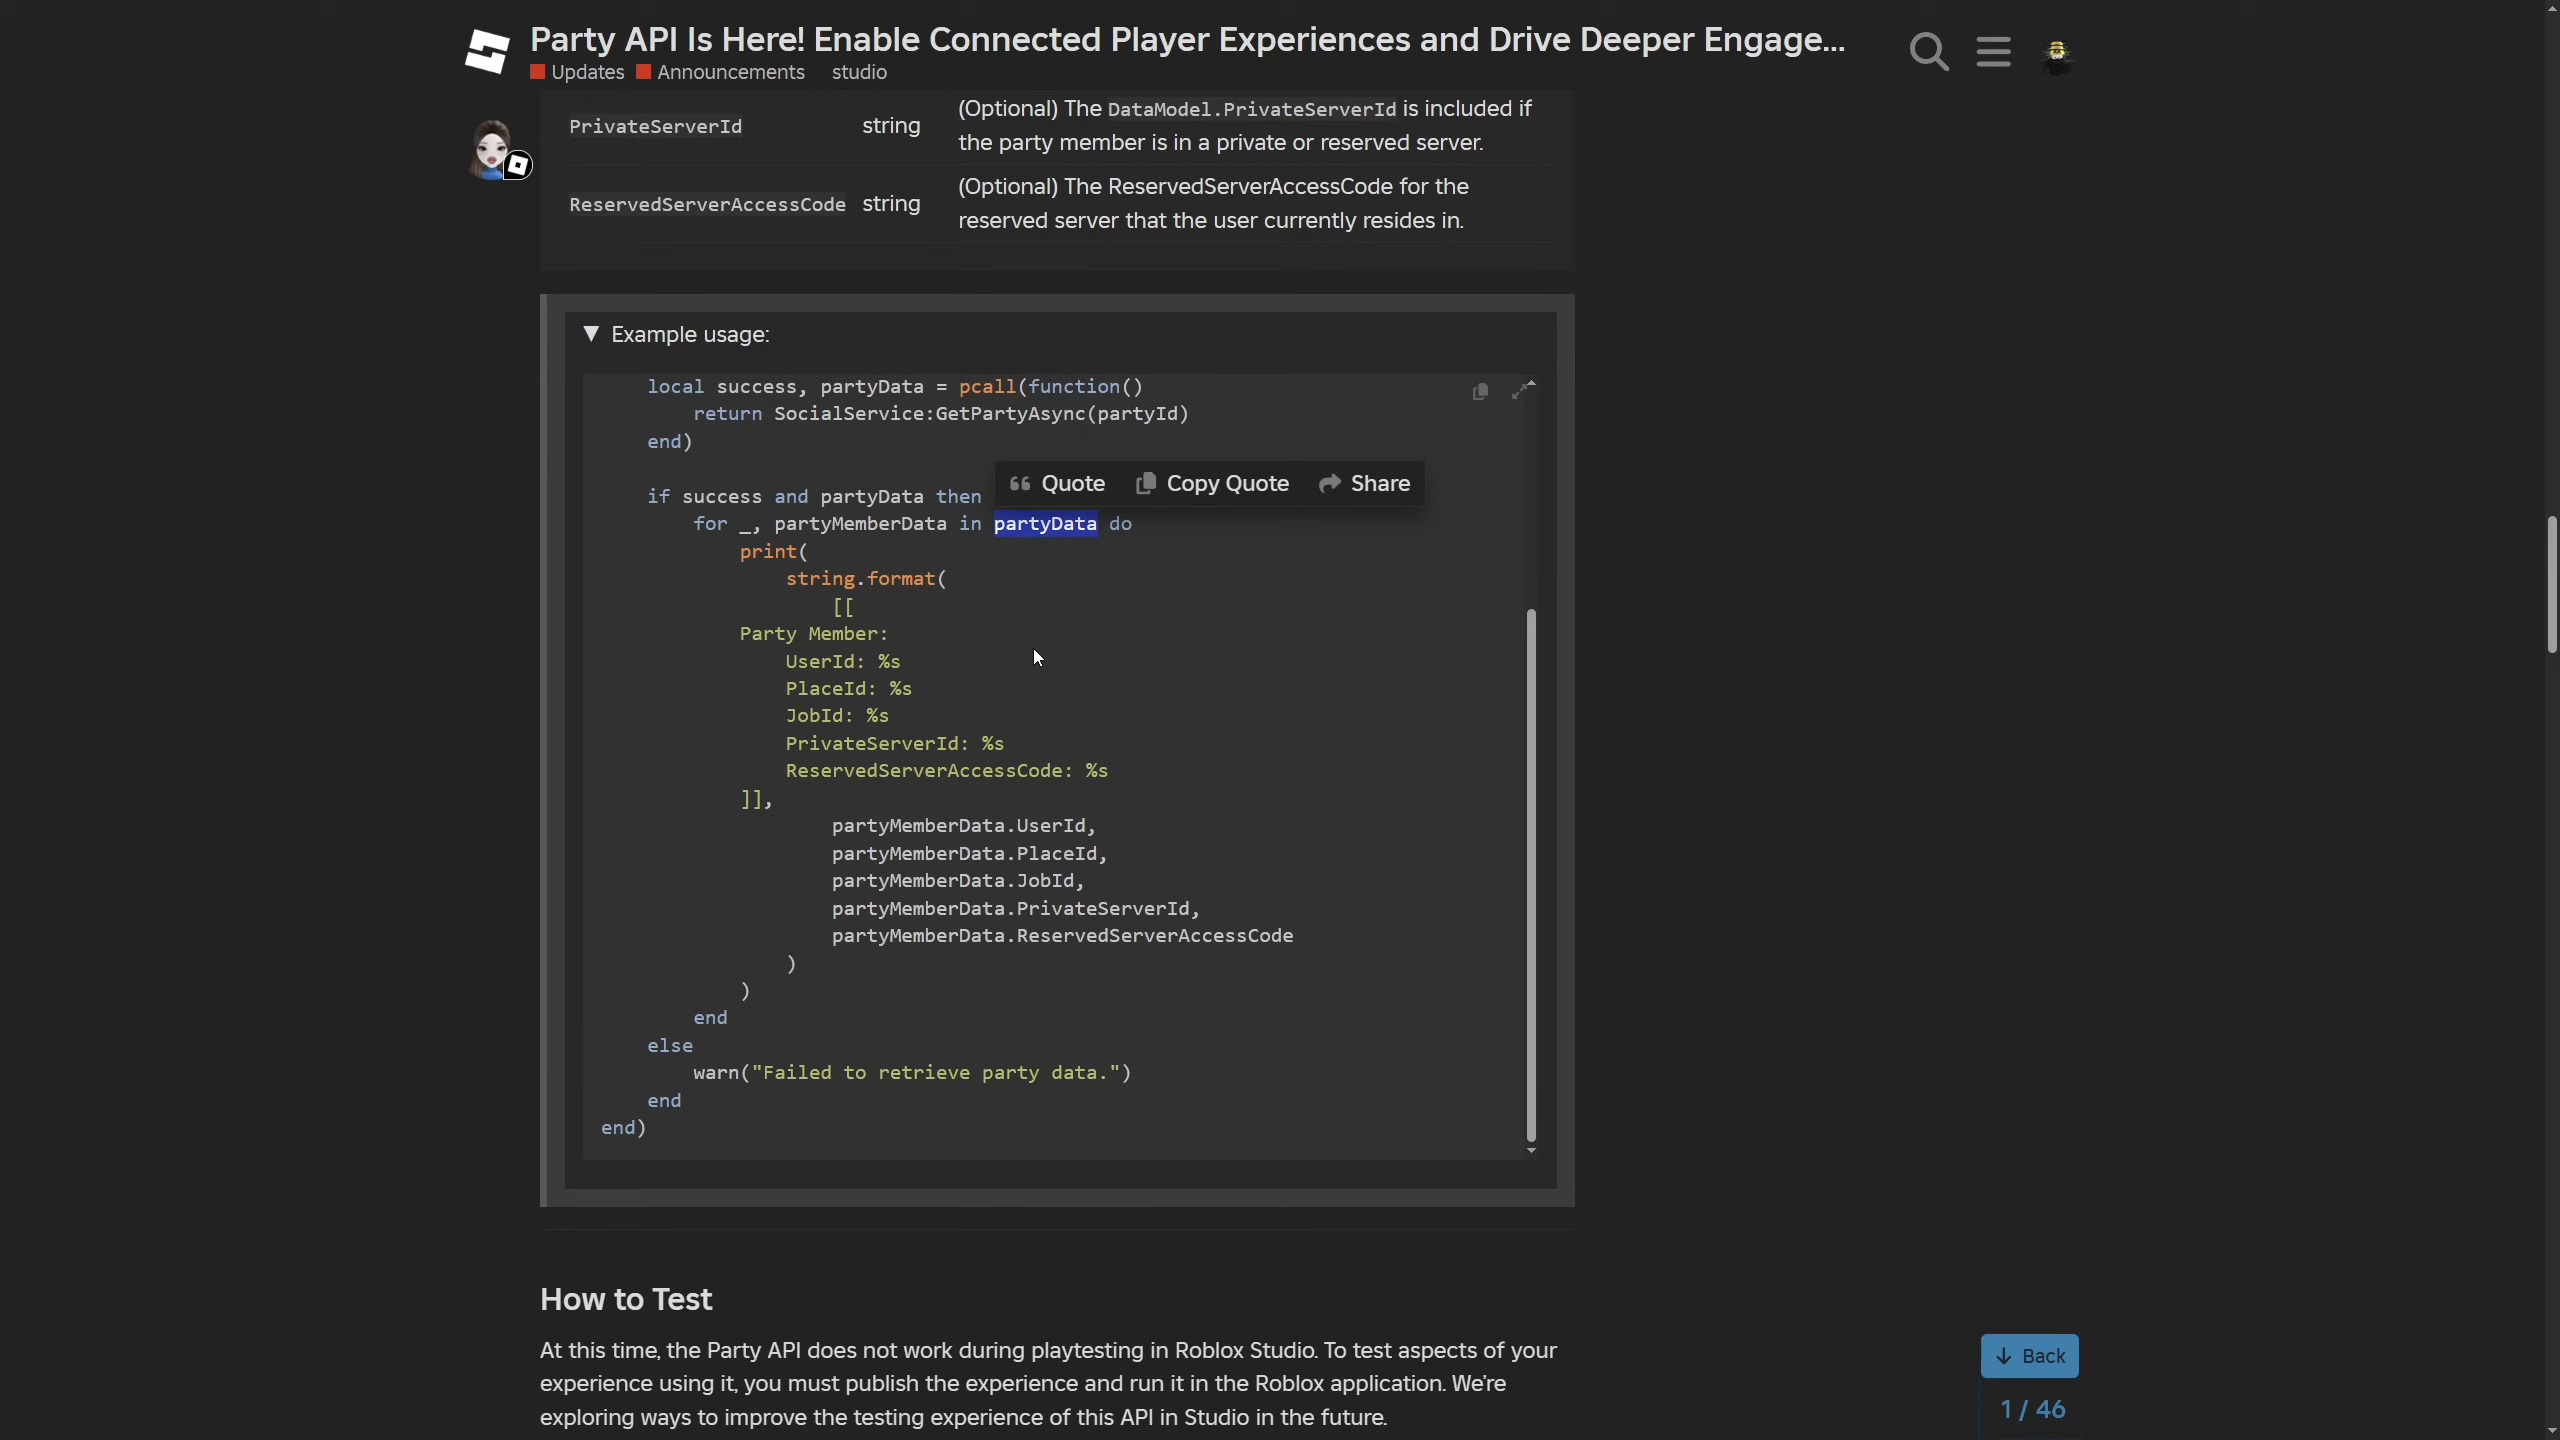 Party API Is Here! Enable Connected Player Experiences and Drive Deeper Engage...
Updates Announcements studio
PrivateServerId string (Optional) The DataModel.PrivateServerId is included if
the party member is in a private or reserved server.
ReservedServerAccessCode string (Optional) The ReservedServerAccessCode for the
reserved server that the user currently resides in.
▼ Example usage:
local success, partyData = pcall(function()
return SocialService:GetPartyAsync(partyId)
end)
Quote Copy Quote Share
if success and partyData then
for _, partyMemberData in partyData do
print(
string.format(
[[
Party Member:
UserId: %s
PlaceId: %s
JobId: %s
PrivateServerId: %s
ReservedServerAccessCode: %s
]],
partyMemberData.UserId,
partyMemberData.PlaceId,
partyMemberData.JobId,
partyMemberData.PrivateServerId,
partyMemberData.ReservedServerAccessCode
)
)
end
else
warn("Failed to retrieve party data.")
end
end)
How to Test
At this time, the Party API does not work during playtesting in Roblox Studio. To test aspects of your
experience using it, you must publish the experience and run it in the Roblox application. We're
exploring ways to improve the testing experience of this API in Studio in the future.
Back
1 / 46